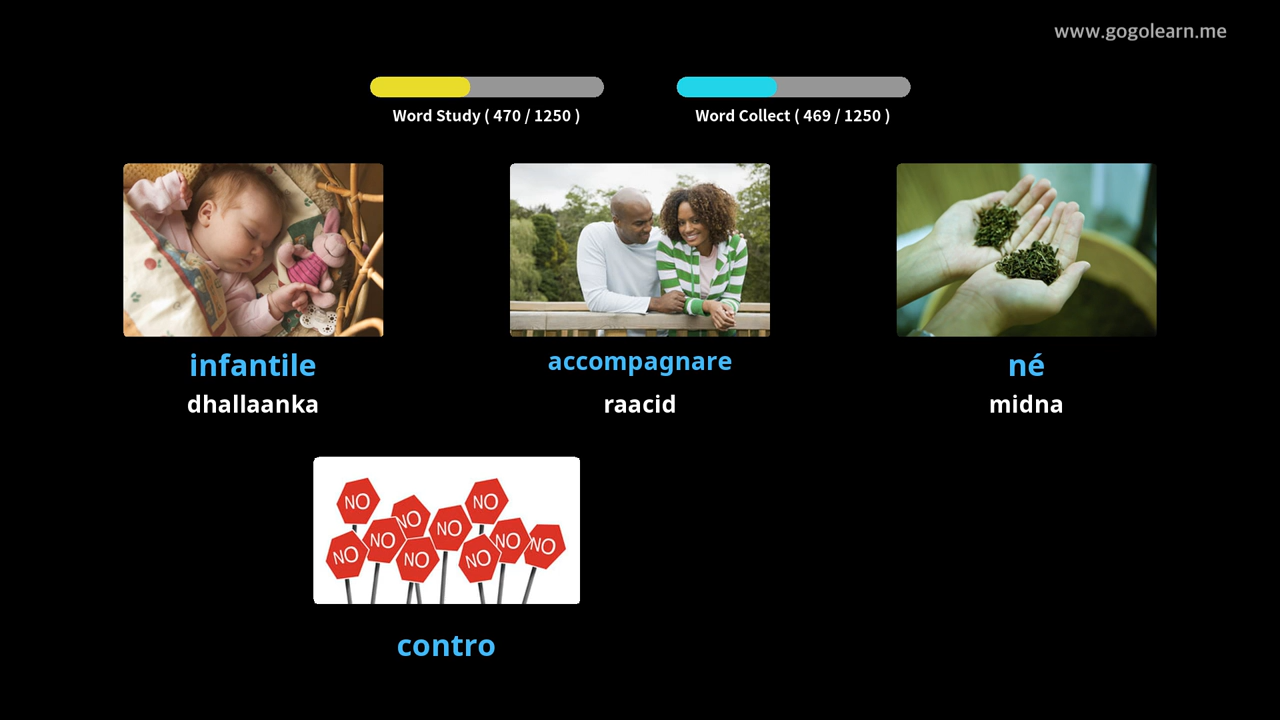 www.gogolearn.me
Word Study ( 470 / 1250 )
Word Collect ( 469 / 1250 )
infantile
accompagnare
né
dhallaanka
raacid
midna
NO
NO
NO
NO
NO
NO
NO
NO
NO
NO
contro